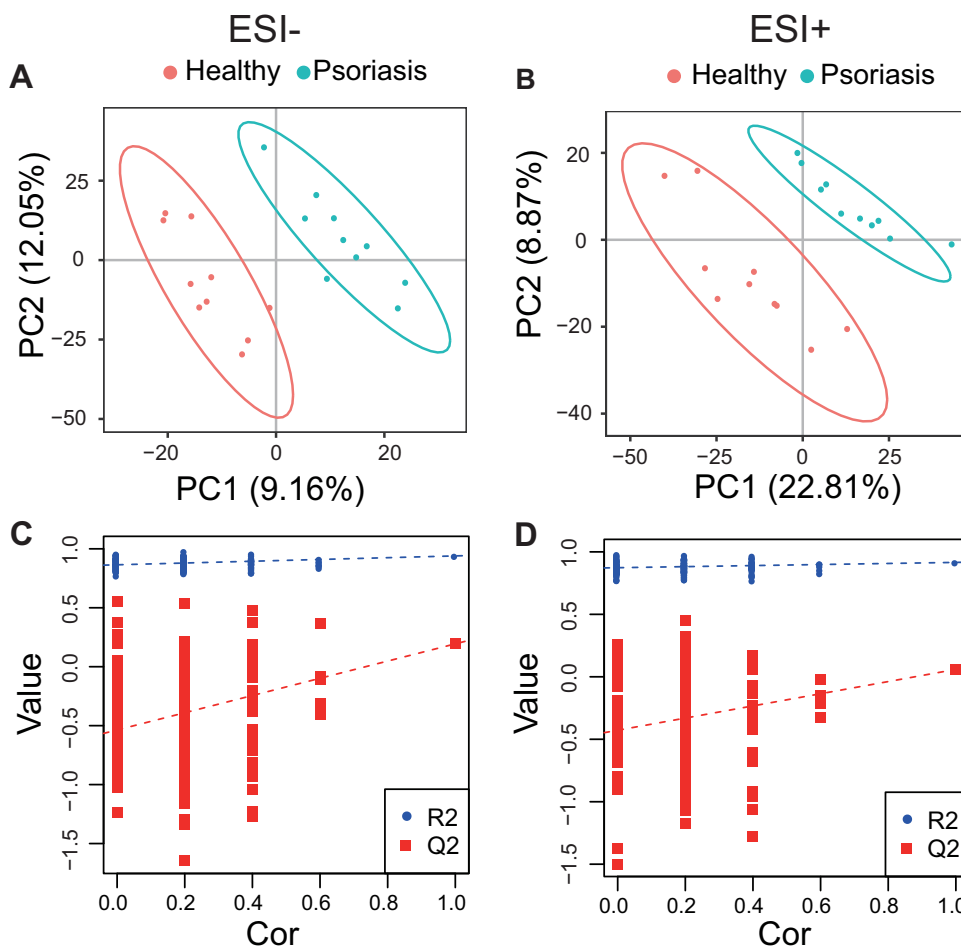 ESI-
ESI+
A
Healthy Psoriasis
B
Healthy Psoriasis
PC2 (12.05%)
25
0
−25
−50
−20
0
20
PC1 (9.16%)
PC2 (8.87%)
20
0
−20
−40
−50
−25
0
25
PC1 (22.81%)
C
Value
1.0
0.5
0.0
−0.5
−1.0
−1.5
R2
Q2
0.0 0.2 0.4 0.6 0.8 1.0
Cor
D
Value
1.0
0.5
0.0
−0.5
−1.0
−1.5
R2
Q2
0.0 0.2 0.4 0.6 0.8 1.0
Cor